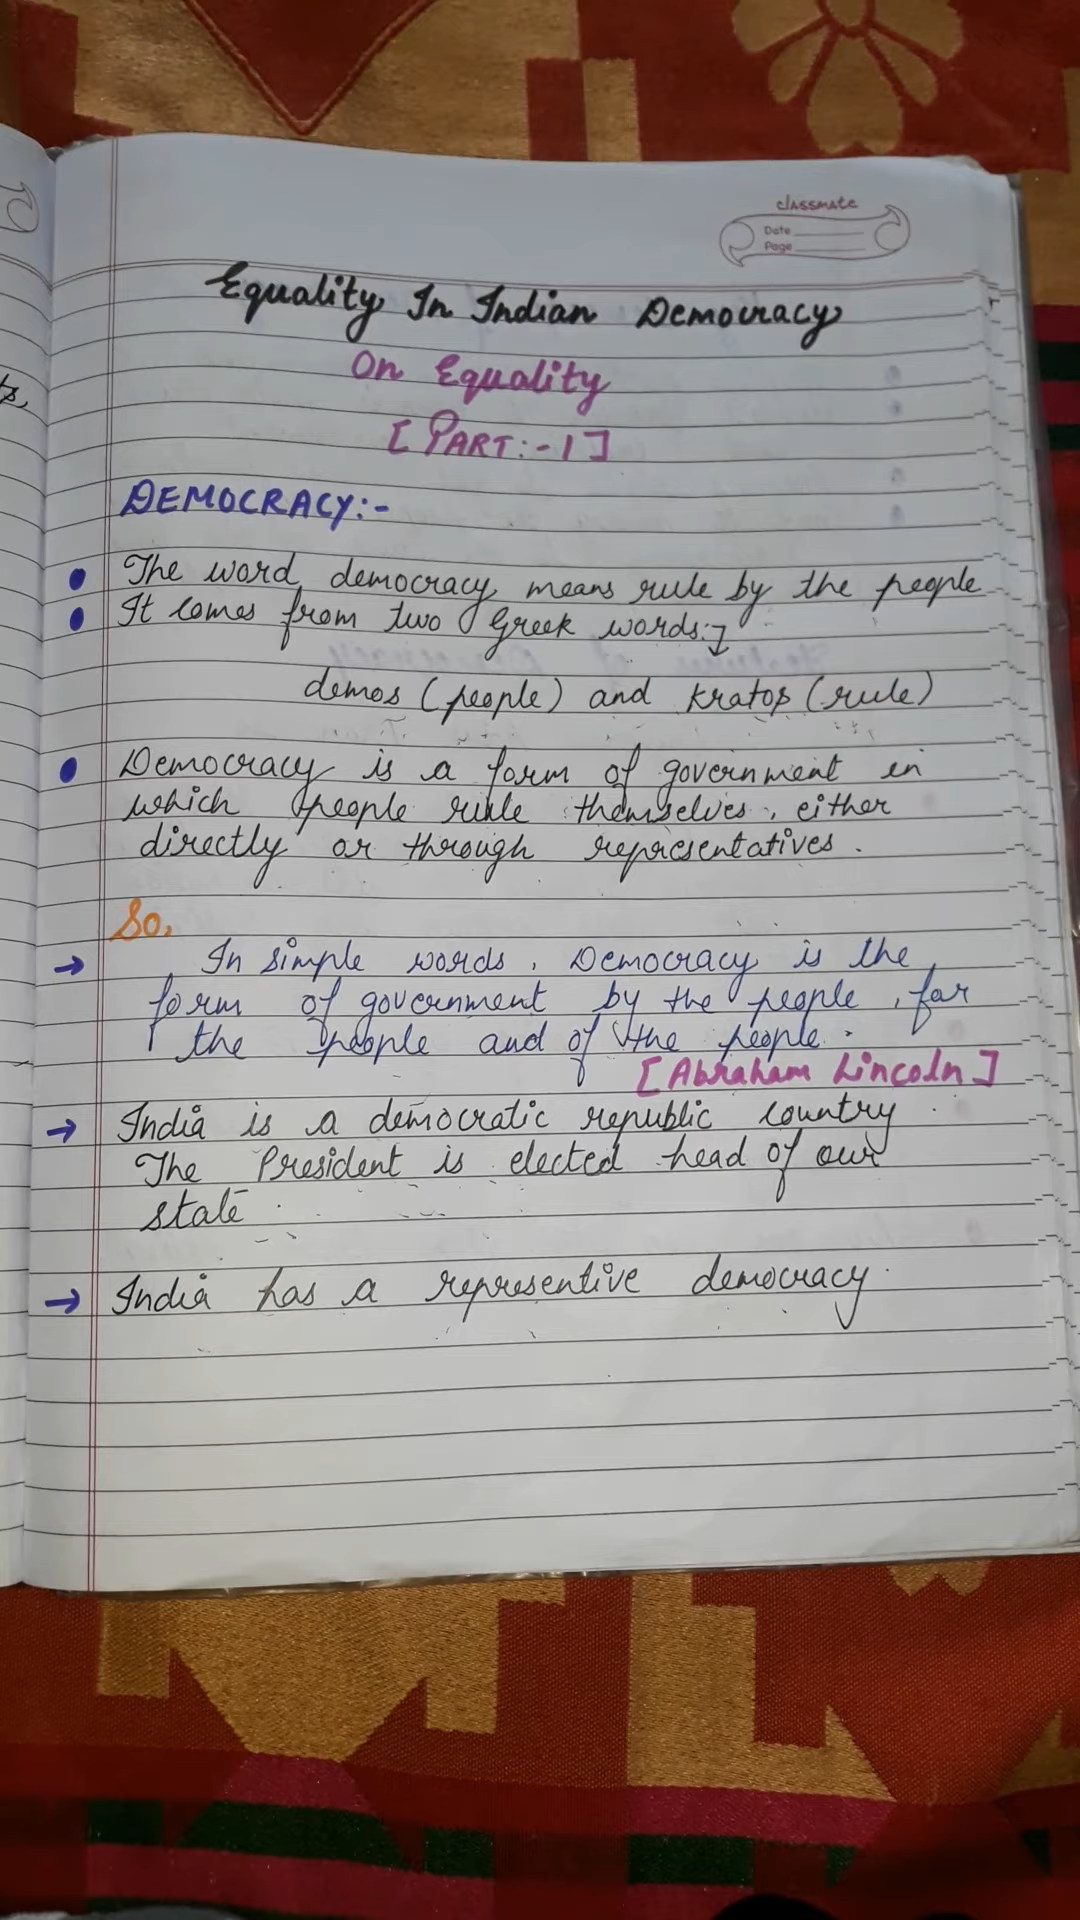 classmate
Date
Page
Equality In Indian Democracy
On Equality
[PART:-1]
DEMOCRACY:-
• The word democracy means rule by the people
• It comes from two Greek words:
demos (people) and kratos (rule)
• Democracy is a form of government in
which people rule themselves, either
directly or through representatives.
So,
→ In simple words, Democracy is the
form of government by the people, for
the people and of the people.
[Abraham Lincoln]
→ India is a democratic republic country.
The President is elected head of our
state.
→ India has a representive democracy.